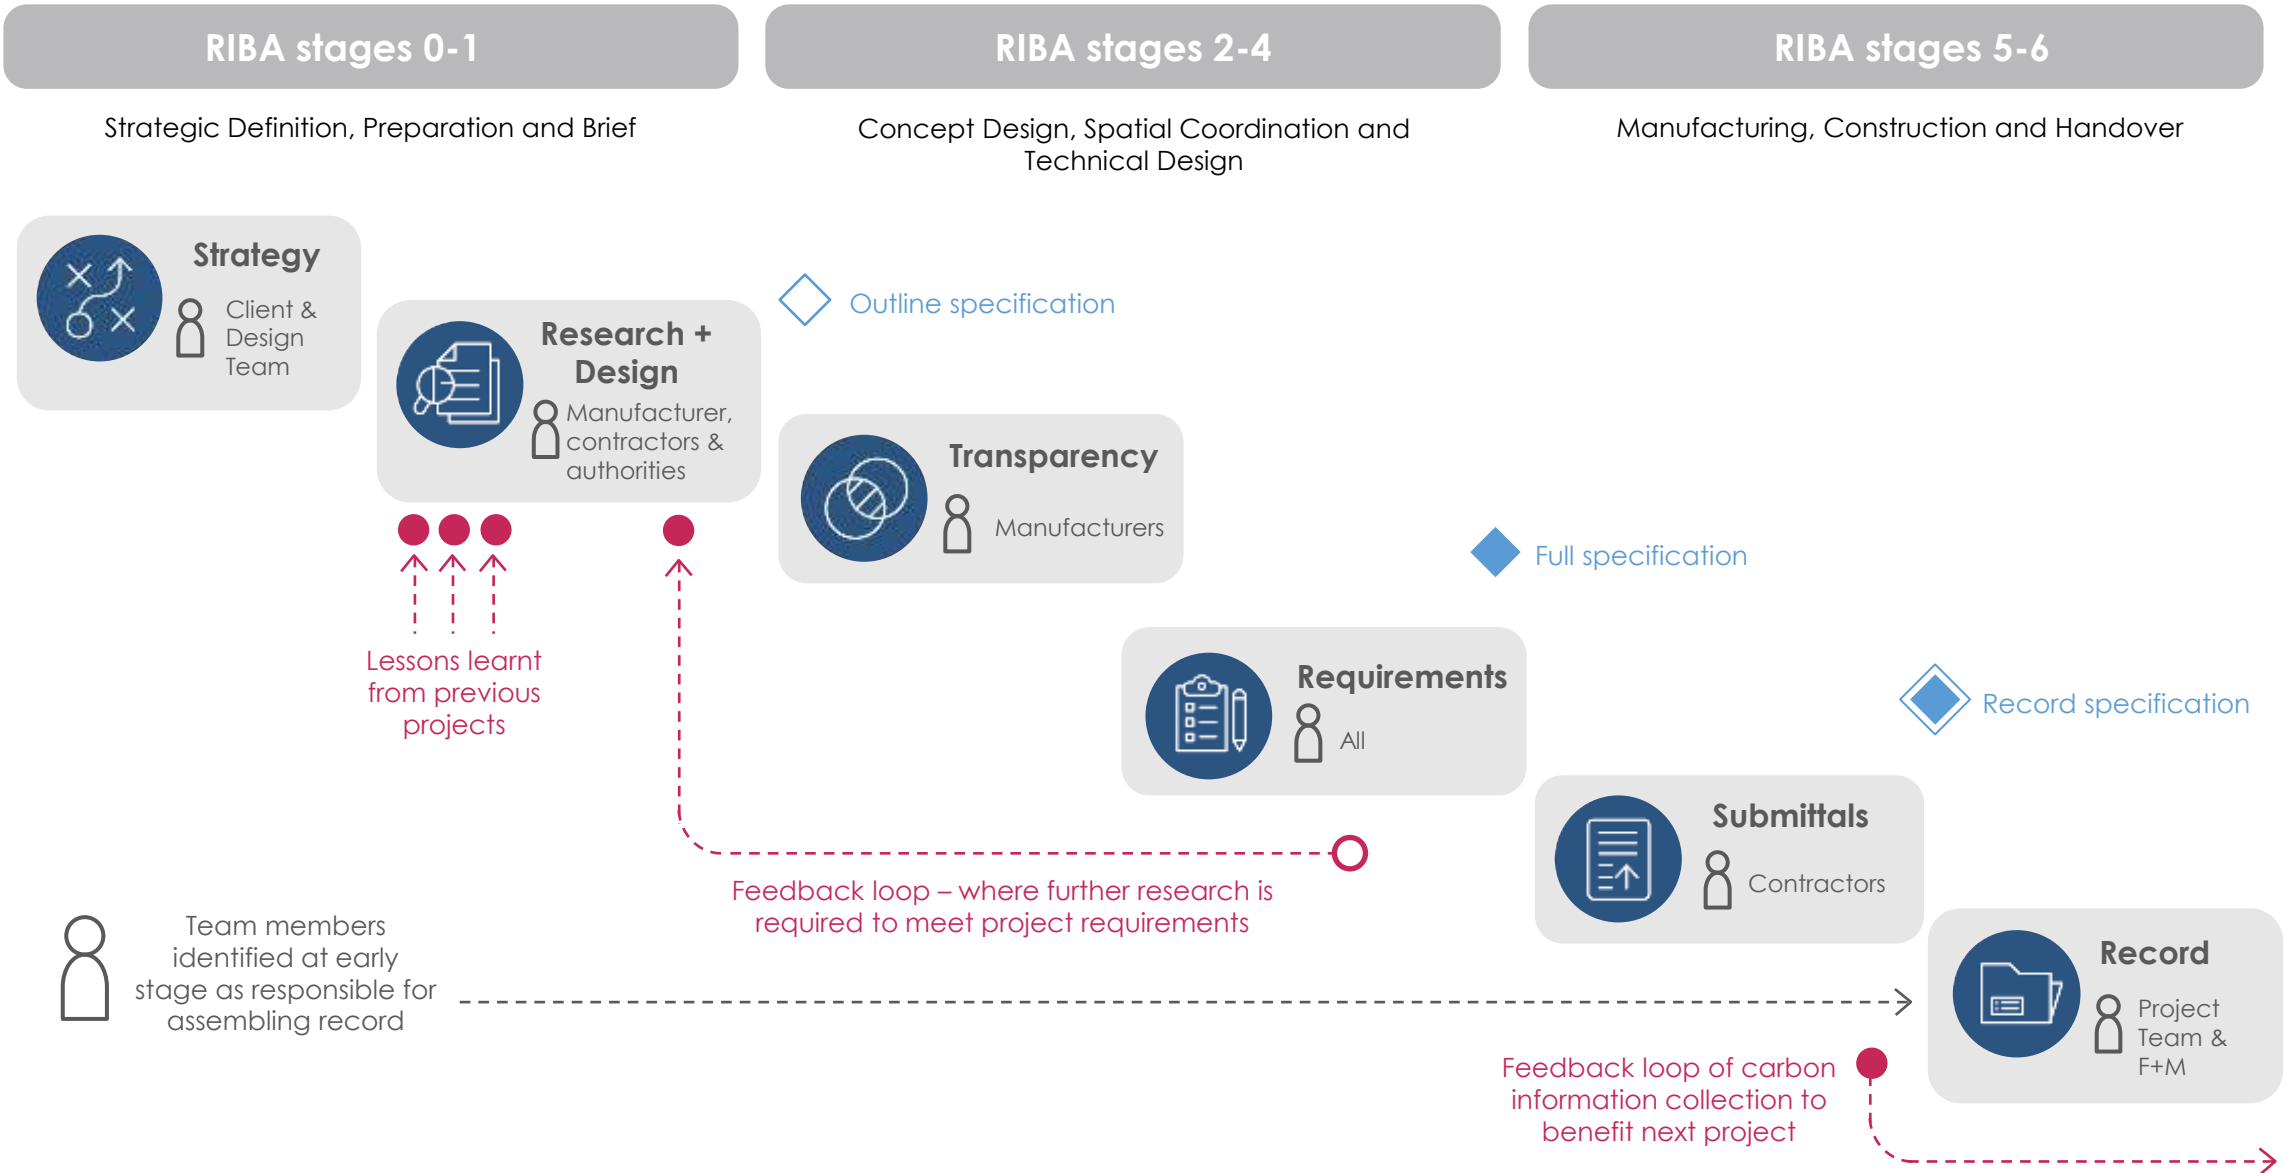 RIBA stages 0-1
RIBA stages 2-4
RIBA stages 5-6
Strategic Definition, Preparation and Brief
Concept Design, Spatial Coordination and
Technical Design
Manufacturing, Construction and Handover
Strategy
Client &
Design
Team
Research +
Design
Manufacturer,
contractors &
authorities
Outline specification
Transparency
Manufacturers
Full specification
Lessons learnt
from previous
projects
Requirements
All
Record specification
Submittals
Contractors
Feedback loop – where further research is
required to meet project requirements
Team members
identified at early
stage as responsible for
assembling record
Record
Project
Team &
F+M
Feedback loop of carbon
information collection to
benefit next project